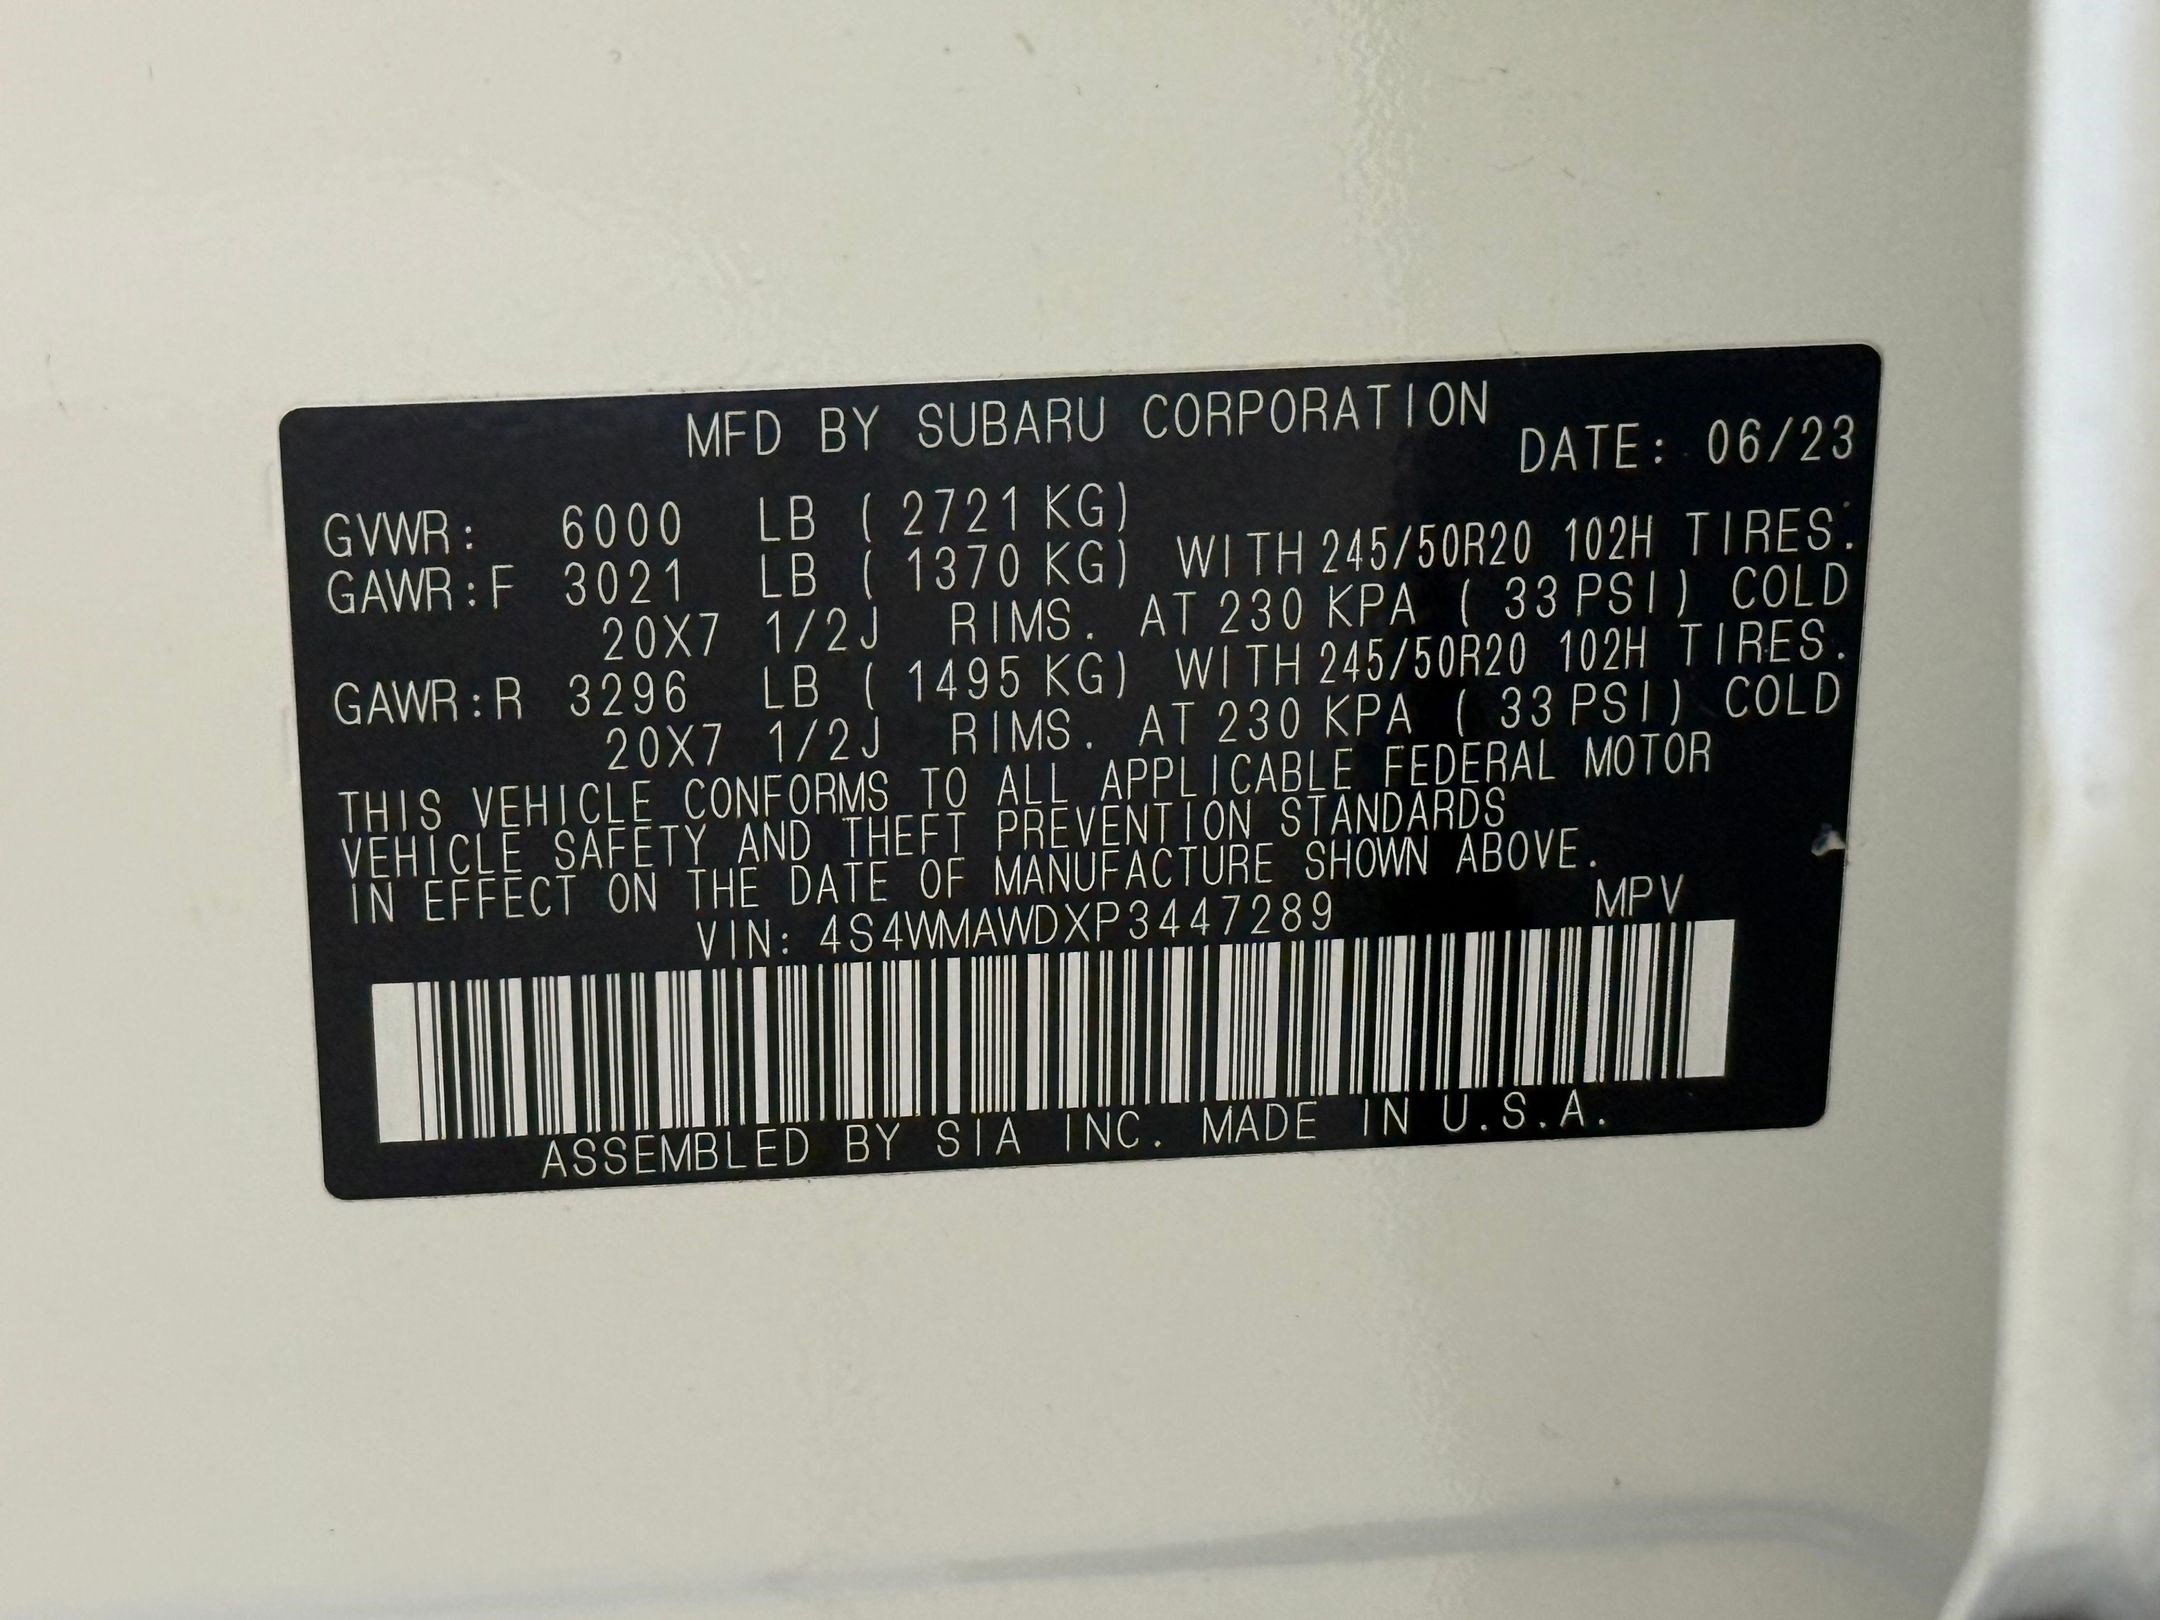 MFD BY SUBARU CORPORATION
DATE: 06/23
GVWR: 6000 LB ( 2721 KG)
GAWR:F 3021 LB ( 1370 KG) WITH 245/50R20 102H TIRES.
20X7 1/2J RIMS. AT 230 KPA ( 33 PSI) COLD
GAWR:R 3296 LB ( 1495 KG) WITH 245/50R20 102H TIRES.
20X7 1/2J RIMS. AT 230 KPA ( 33 PSI) COLD
THIS VEHICLE CONFORMS TO ALL APPLICABLE FEDERAL MOTOR
VEHICLE SAFETY AND THEFT PREVENTION STANDARDS
IN EFFECT ON THE DATE OF MANUFACTURE SHOWN ABOVE.
VIN: 4S4WMAWDXP3447289 MPV
ASSEMBLED BY SIA INC. MADE IN U.S.A.